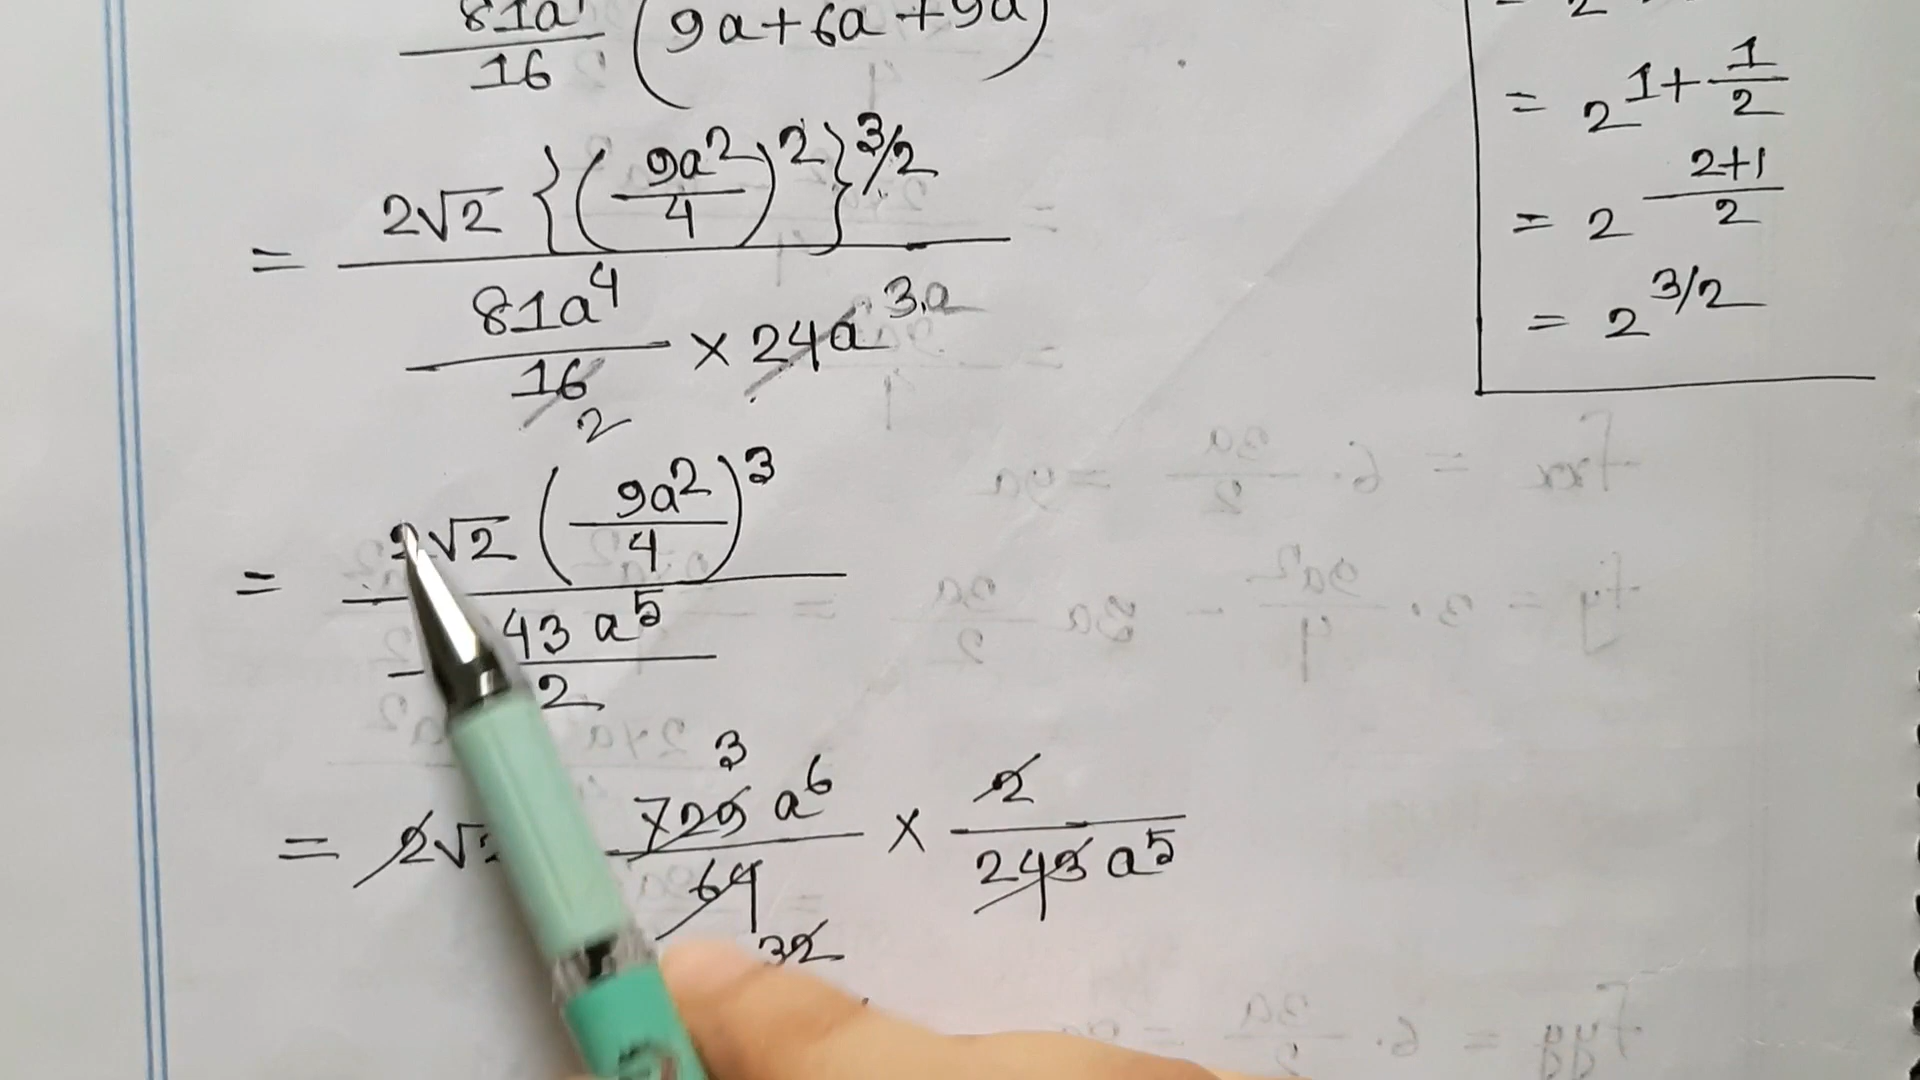 81a
16 (9a+6a+9a)
= 2√2 {(9a²/4)²}^3/2
81a⁴/16 × 24a 3.a
2
= 2√2 (9a²/4)³
43 a⁵
2
3
= 2√2 729 a⁶/64 × 2/243 a⁵
32
= 2^1+1/2
= 2^2+1/2
= 2^3/2